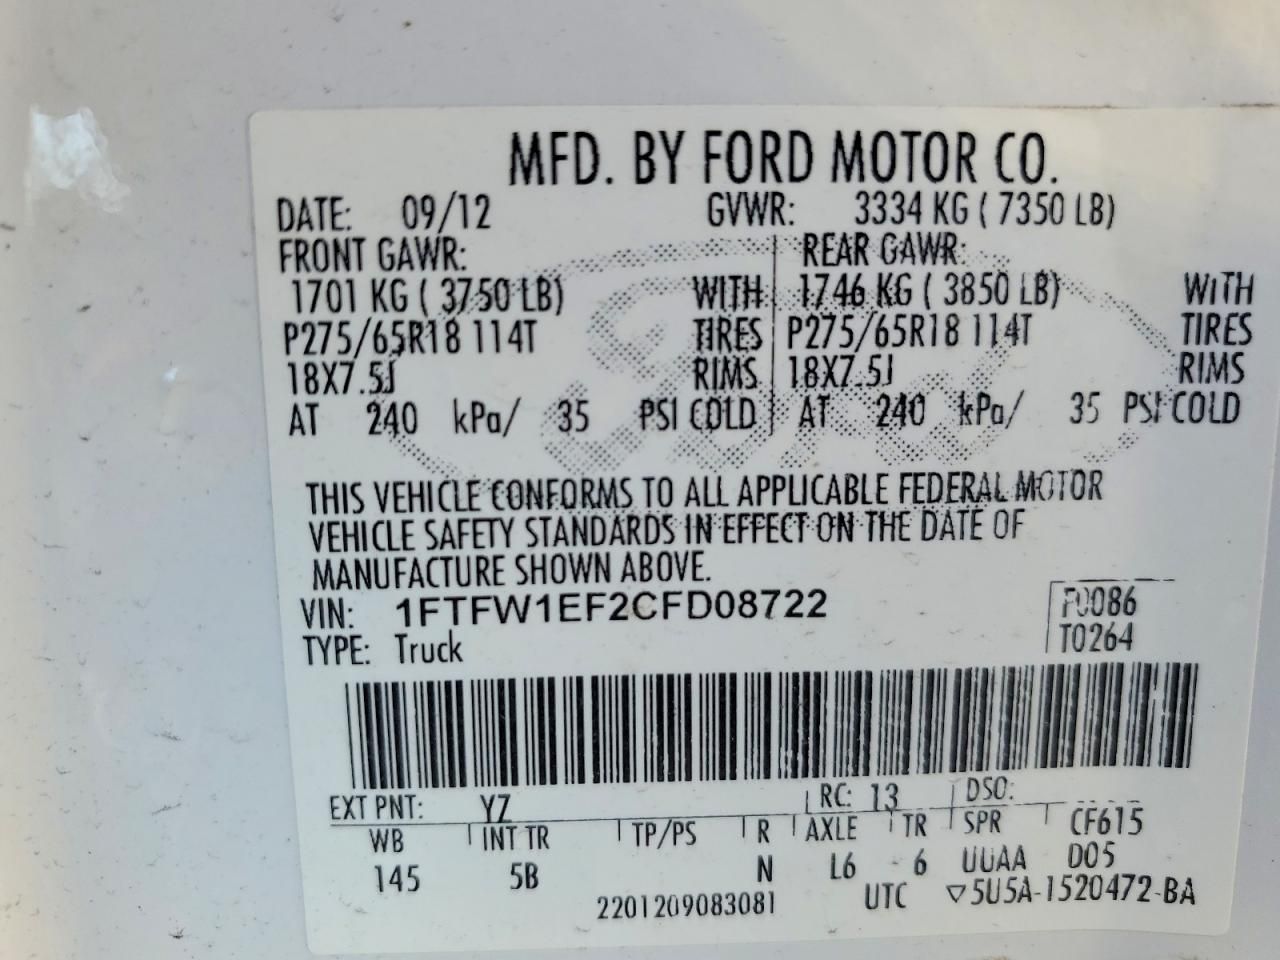 MFD. BY FORD MOTOR CO.
DATE: 09/12 GVWR: 3334 KG ( 7350 LB)
FRONT GAWR: REAR GAWR:
1701 KG ( 3750 LB) WITH 1746 KG ( 3850 LB) WITH
P275/65R18 114T TIRES P275/65R18 114T TIRES
18X7.5J RIMS 18X7.5J RIMS
AT 240 kPa/ 35 PSI COLD AT 240 kPa/ 35 PSI COLD
THIS VEHICLE CONFORMS TO ALL APPLICABLE FEDERAL MOTOR
VEHICLE SAFETY STANDARDS IN EFFECT ON THE DATE OF
MANUFACTURE SHOWN ABOVE.
VIN: 1FTFW1EF2CFD08722 F0086
TYPE: Truck T0264
EXT PNT: YZ RC: 13 DSO:
WB INT TR TP/PS R AXLE TR SPR CF615
145 5B N L6 6 UUAA D05
2201209083081 UTC ▽5U5A-1520472-BA